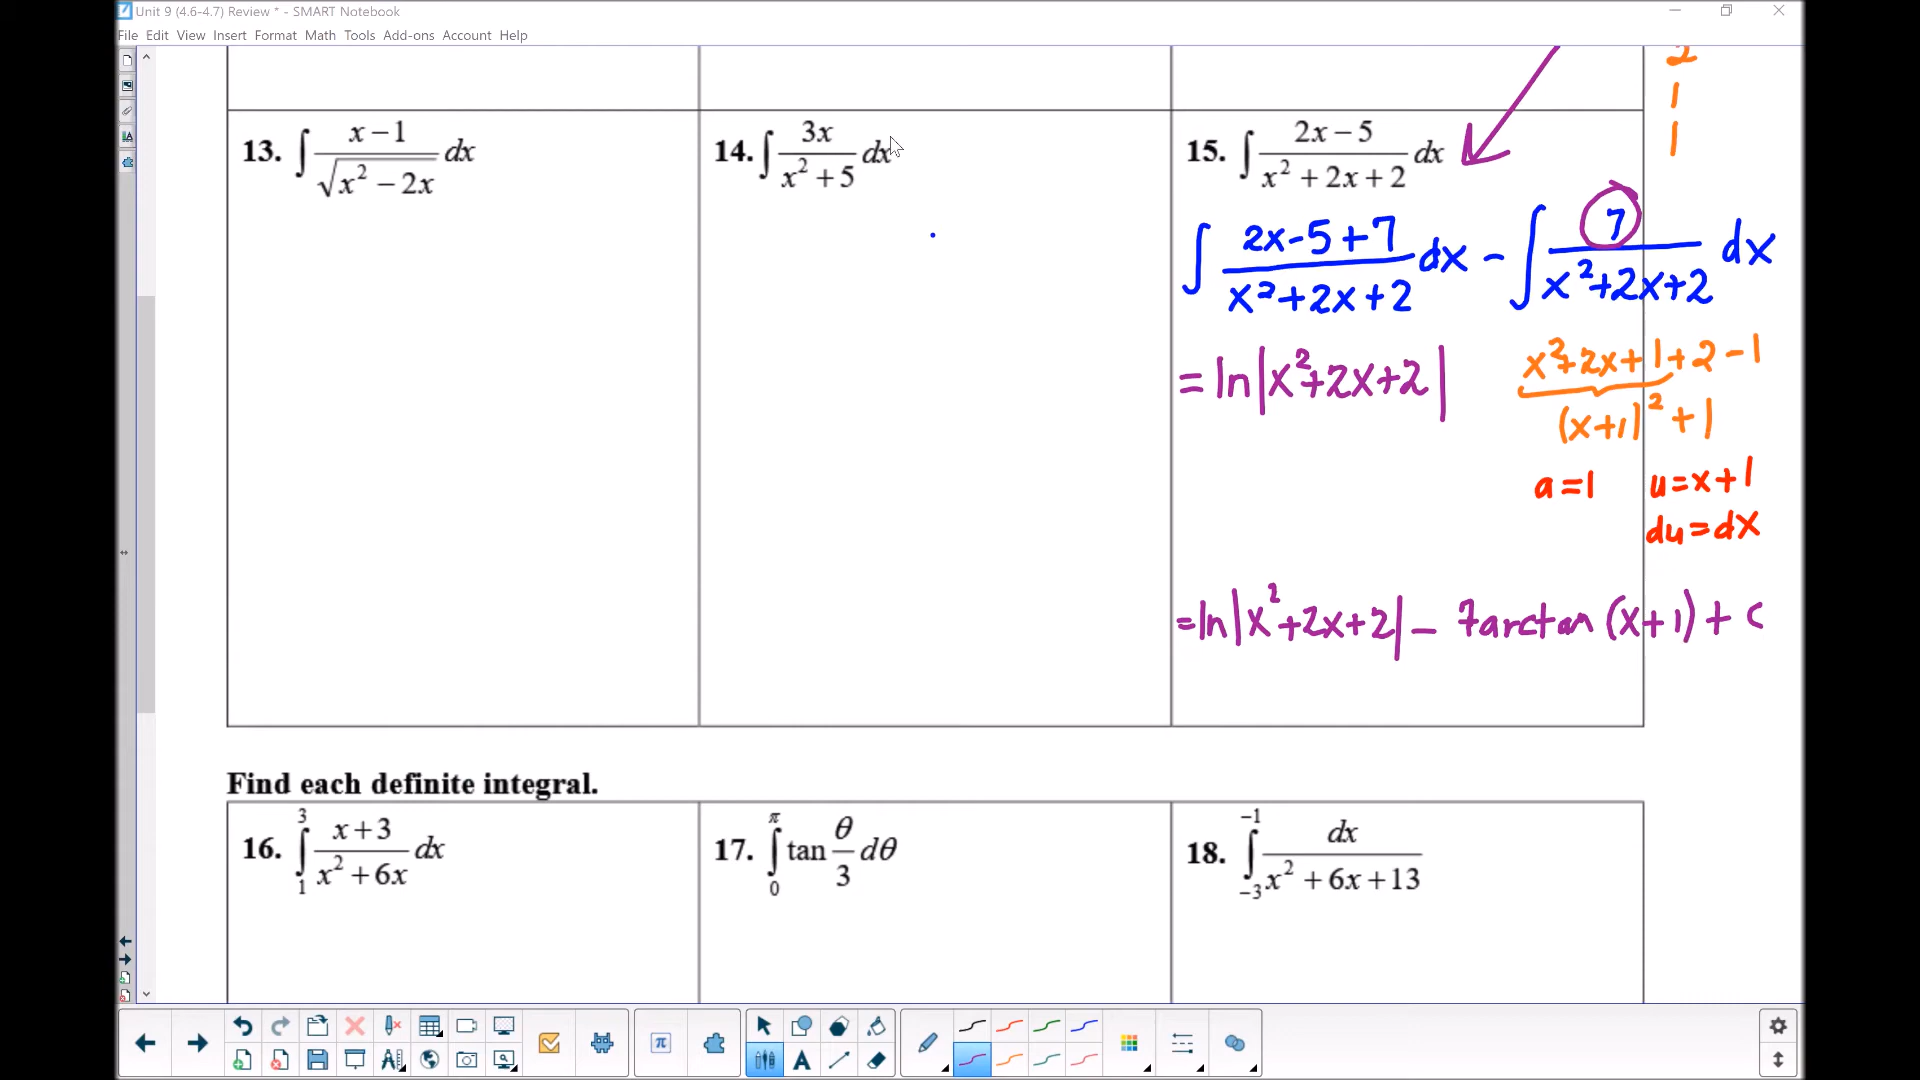 Unit 9 (4.6-4.7) Review * - SMART Notebook
File Edit View Insert Format Math Tools Add-ons Account Help
2
1
1
13. ∫ (x − 1)/√(x² − 2x) dx
14. ∫ 3x/(x² + 5) dx
15. ∫ (2x − 5)/(x² + 2x + 2) dx
∫ (2x-5+7)/(x²+2x+2) dx - ∫ 7/(x²+2x+2) dx
= ln|x²+2x+2|
x²+2x+1+2-1
(x+1)² + 1
a=1 u=x+1
du=dx
=ln|x²+2x+2| - 7arctan(x+1)+C
Find each definite integral.
16. ∫₁³ (x + 3)/(x² + 6x) dx
17. ∫₀^π tan θ/3 dθ
18. ∫₋₃⁻¹ dx/(x² + 6x + 13)